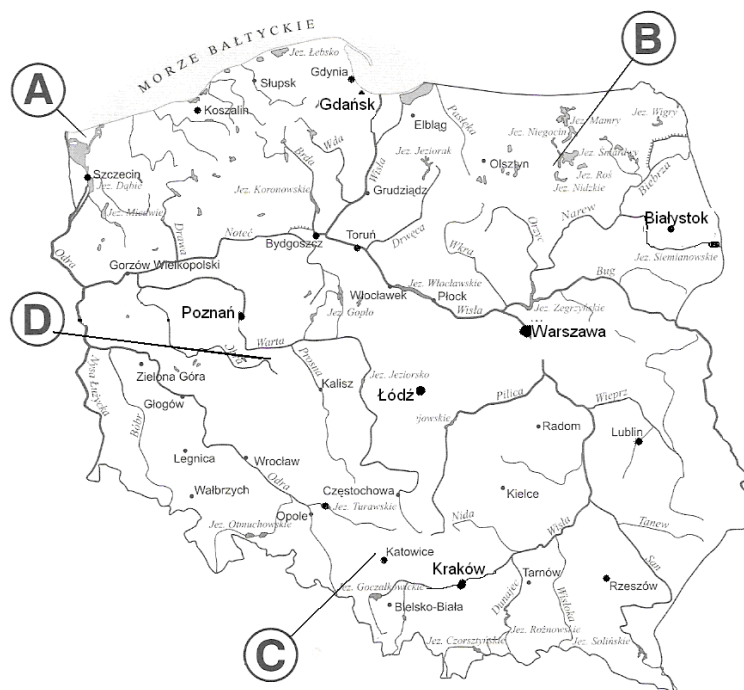 MORZE BAŁTYCKIE
A
B
Jez. Łebsko
Gdynia
Słupsk
Gdańsk
Koszalin
Elbląg
Pasłęka
Jez. Mamry
Jez. Wigry
Jez. Niegocin
Jez. Śniardwy
Olsztyn
Jez. Roś
Jez. Nidzkie
Biebrza
Wda
Brda
Wisła
Jez. Jeziorak
Szczecin
Jez. Dąbie
Jez. Miedwie
Jez. Koronowskie
Grudziądz
Drawa
Noteć
Bydgoszcz
Toruń
Drwęca
Wkra
Orzyc
Narew
Białystok
Jez. Siemianowskie
Odra
Gorzów Wielkopolski
Włocławek
Jez. Włocławskie
Płock
Bug
Jez. Zegrzyńskie
D
Poznań
Jez. Gopło
Wisła
Warszawa
Warta
Prosna
Zielona Góra
Kalisz
Jez. Jeziorsko
Łódź
jowskie
Pilica
Wieprz
Nysa Łużycka
Głogów
Bóbr
Radom
Lublin
Legnica
Wrocław
Odra
Wałbrzych
Częstochowa
Kielce
Opole
Jez. Turawskie
Jez. Otmuchowskie
Nida
Wisła
Tanew
San
Katowice
Kraków
Tarnów
Rzeszów
Jez. Goczałkowickie
Dunajec
Wisłoka
Bielsko-Biała
C
Jez. Czorsztyńskie
Jez. Rożnowskie
Jez. Solińskie